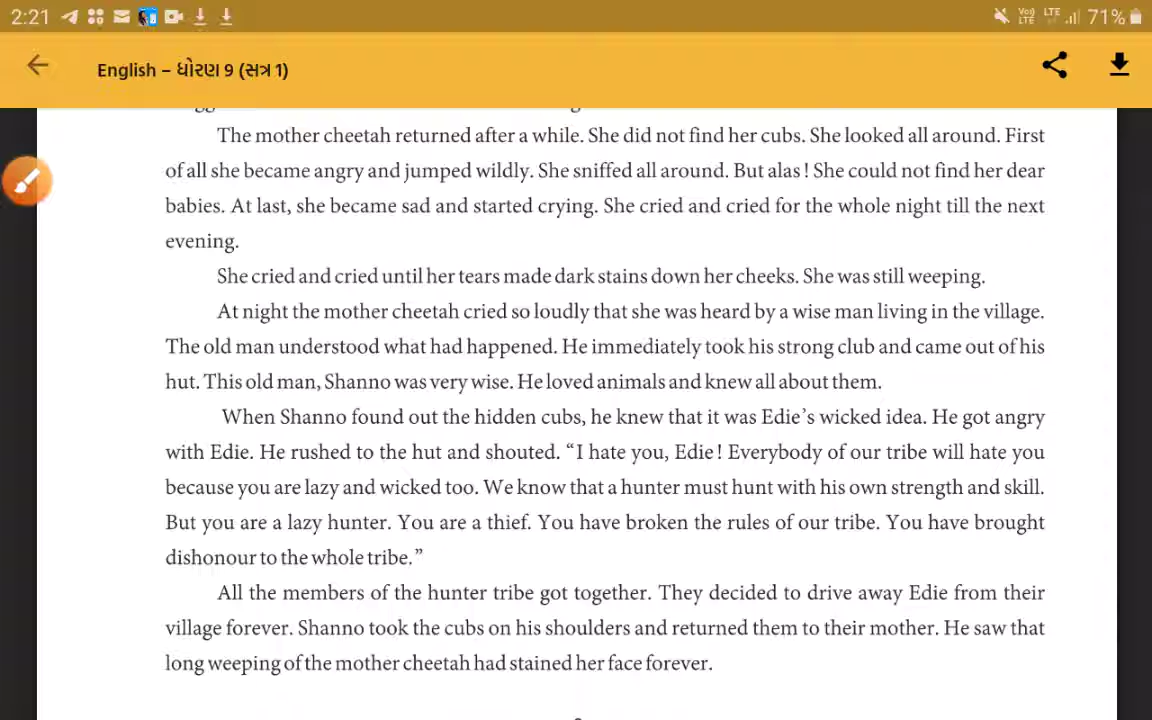 2:21 71%
English – ધોરણ 9 (સત્ર 1)
The mother cheetah returned after a while. She did not find her cubs. She looked all around. First
of all she became angry and jumped wildly. She sniffed all around. But alas ! She could not find her dear
babies. At last, she became sad and started crying. She cried and cried for the whole night till the next
evening.
She cried and cried until her tears made dark stains down her cheeks. She was still weeping.
At night the mother cheetah cried so loudly that she was heard by a wise man living in the village.
The old man understood what had happened. He immediately took his strong club and came out of his
hut. This old man, Shanno was very wise. He loved animals and knew all about them.
When Shanno found out the hidden cubs, he knew that it was Edie’s wicked idea. He got angry
with Edie. He rushed to the hut and shouted. “I hate you, Edie ! Everybody of our tribe will hate you
because you are lazy and wicked too. We know that a hunter must hunt with his own strength and skill.
But you are a lazy hunter. You are a thief. You have broken the rules of our tribe. You have brought
dishonour to the whole tribe.”
All the members of the hunter tribe got together. They decided to drive away Edie from their
village forever. Shanno took the cubs on his shoulders and returned them to their mother. He saw that
long weeping of the mother cheetah had stained her face forever.